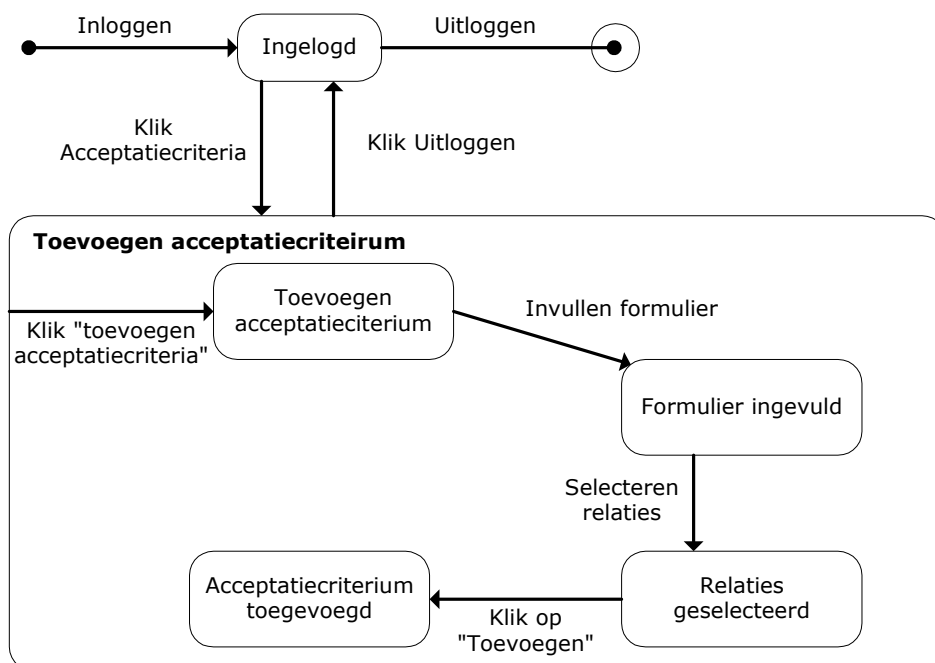 Inloggen
Ingelogd
Uitloggen
Klik
Acceptatiecriteria
Klik Uitloggen
Toevoegen acceptatiecriteirum
Toevoegen
acceptatieciterium
Invullen formulier
Klik "toevoegen
acceptatiecriteria"
Formulier ingevuld
Selecteren
relaties
Relaties
geselecteerd
Klik op
"Toevoegen"
Acceptatiecriterium
toegevoegd